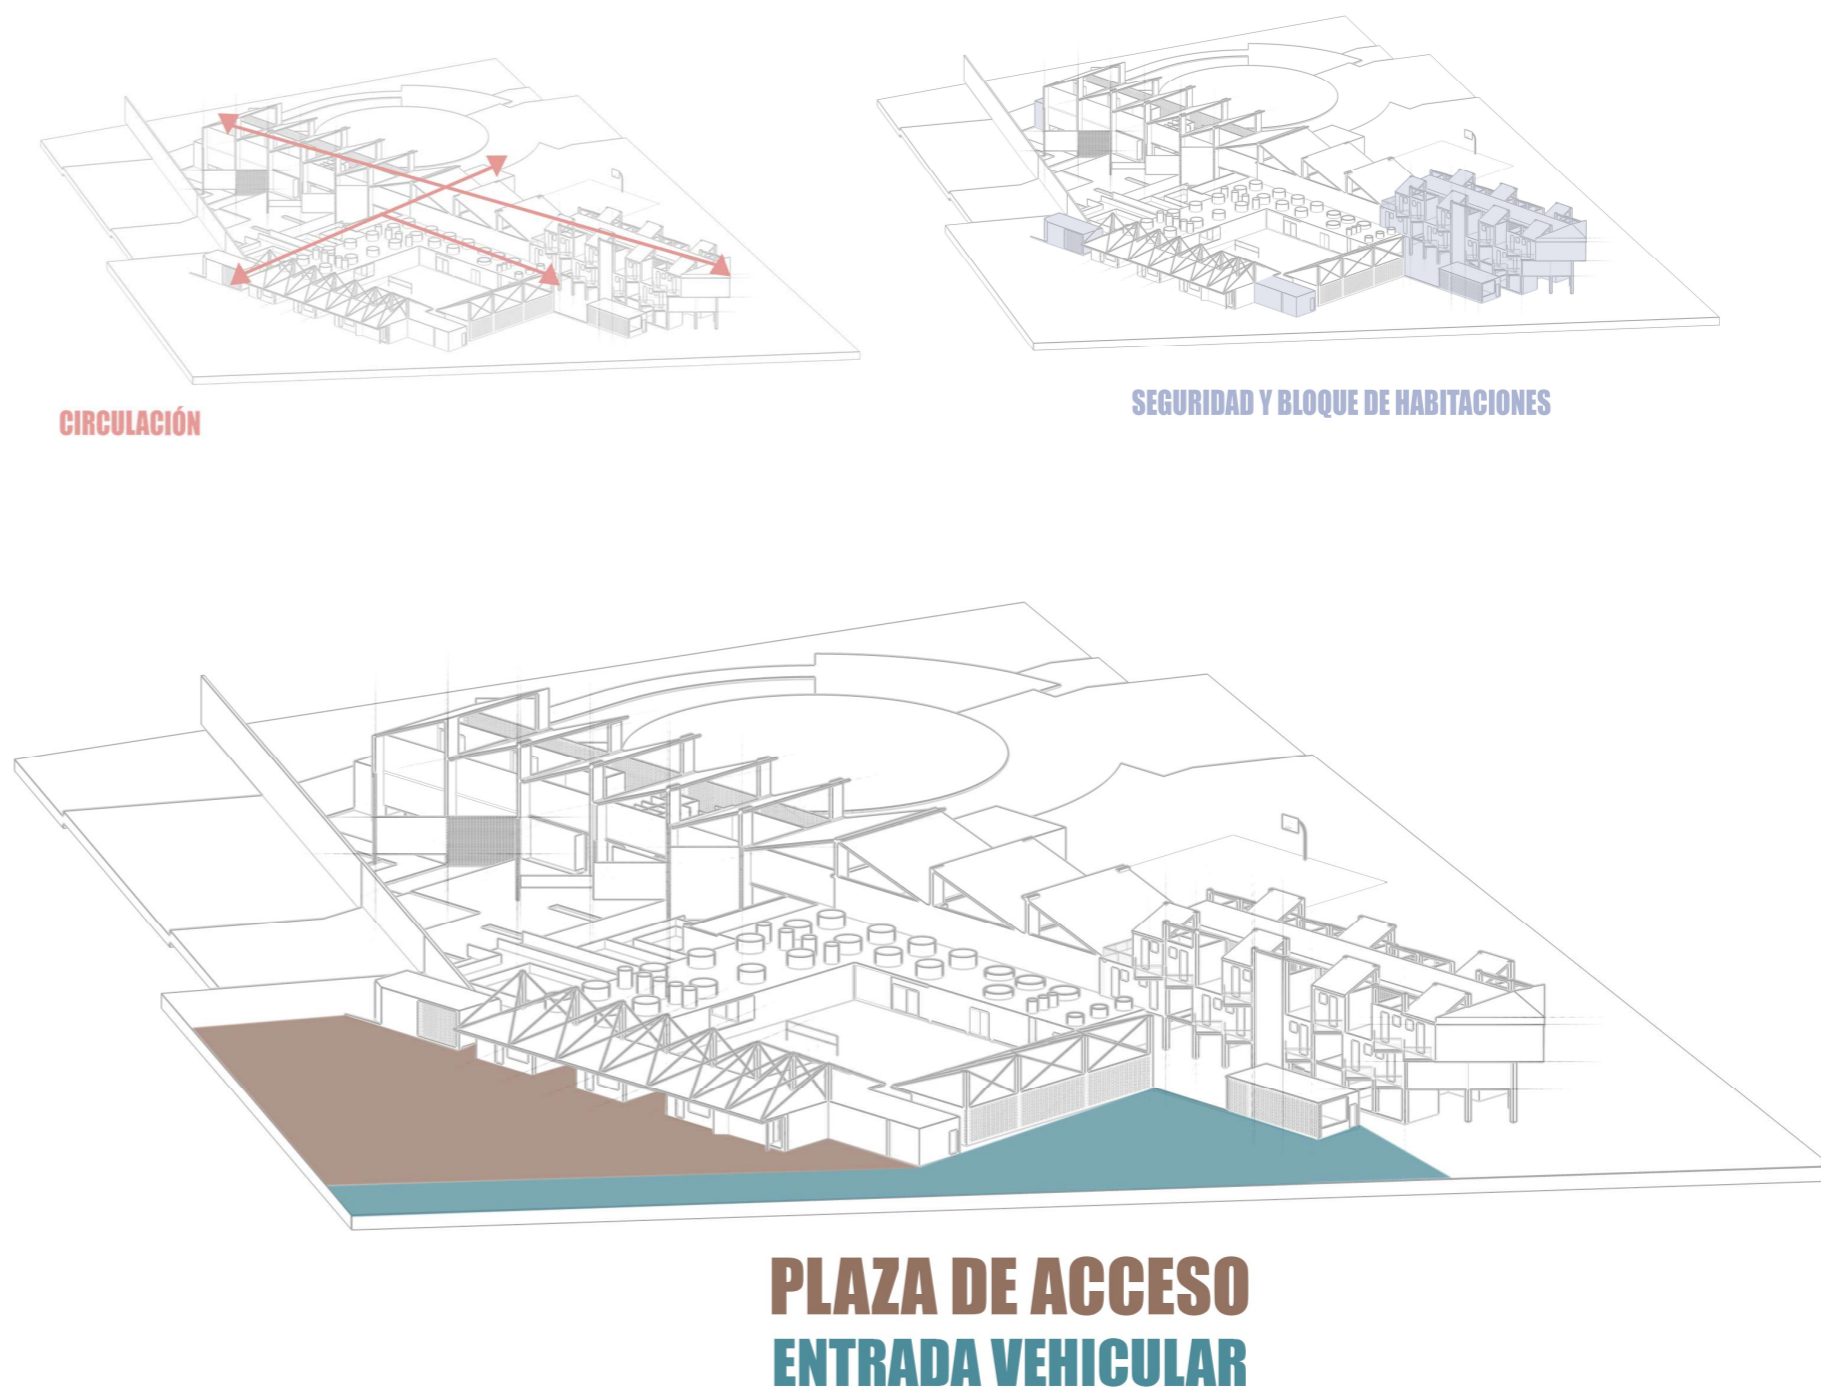 CIRCULACIÓN
SEGURIDAD Y BLOQUE DE HABITACIONES
PLAZA DE ACCESO
ENTRADA VEHICULAR